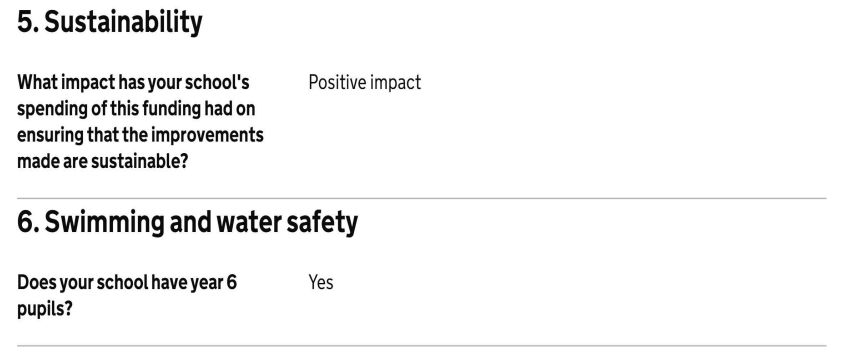 5. Sustainability
What impact has your school's
spending of this funding had on
ensuring that the improvements
made are sustainable?
Positive impact
6. Swimming and water safety
Does your school have year 6
pupils?
Yes